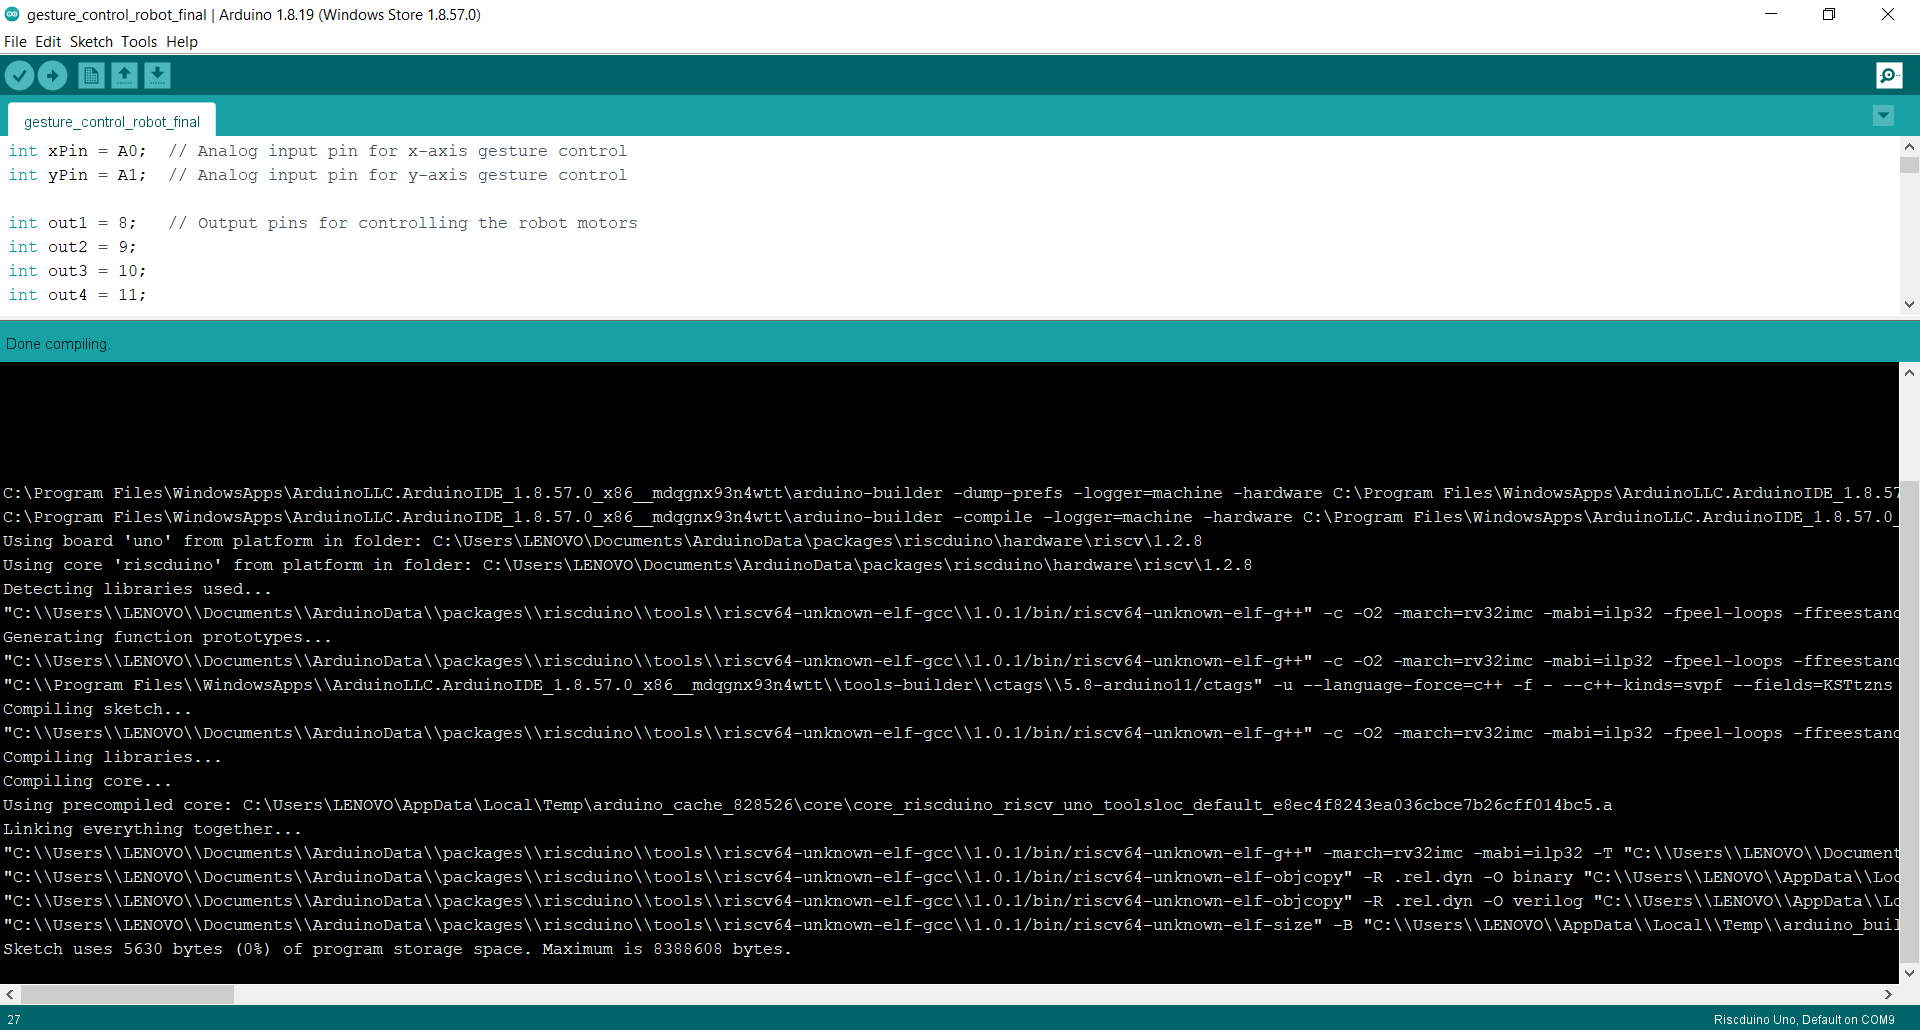 gesture_control_robot_final | Arduino 1.8.19 (Windows Store 1.8.57.0)
File Edit Sketch Tools Help
gesture_control_robot_final
int xPin = A0;  // Analog input pin for x-axis gesture control
int yPin = A1;  // Analog input pin for y-axis gesture control
int out1 = 8;   // Output pins for controlling the robot motors
int out2 = 9;
int out3 = 10;
int out4 = 11;
Done compiling.
C:\Program Files\WindowsApps\ArduinoLLC.ArduinoIDE_1.8.57.0_x86__mdqgnx93n4wtt\arduino-builder -dump-prefs -logger=machine -hardware C:\Program Files\WindowsApps\ArduinoLLC.ArduinoIDE_1.8.57
C:\Program Files\WindowsApps\ArduinoLLC.ArduinoIDE_1.8.57.0_x86__mdqgnx93n4wtt\arduino-builder -compile -logger=machine -hardware C:\Program Files\WindowsApps\ArduinoLLC.ArduinoIDE_1.8.57.0_
Using board 'uno' from platform in folder: C:\Users\LENOVO\Documents\ArduinoData\packages\riscduino\hardware\riscv\1.2.8
Using core 'riscduino' from platform in folder: C:\Users\LENOVO\Documents\ArduinoData\packages\riscduino\hardware\riscv\1.2.8
Detecting libraries used...
"C:\\Users\\LENOVO\\Documents\\ArduinoData\\packages\\riscduino\\tools\\riscv64-unknown-elf-gcc\\1.0.1/bin/riscv64-unknown-elf-g++" -c -O2 -march=rv32imc -mabi=ilp32 -fpeel-loops -ffreestanc
Generating function prototypes...
"C:\\Users\\LENOVO\\Documents\\ArduinoData\\packages\\riscduino\\tools\\riscv64-unknown-elf-gcc\\1.0.1/bin/riscv64-unknown-elf-g++" -c -O2 -march=rv32imc -mabi=ilp32 -fpeel-loops -ffreestanc
"C:\\Program Files\\WindowsApps\\ArduinoLLC.ArduinoIDE_1.8.57.0_x86__mdqgnx93n4wtt\\tools-builder\\ctags\\5.8-arduino11/ctags" -u --language-force=c++ -f - --c++-kinds=svpf --fields=KSTtzns
Compiling sketch...
"C:\\Users\\LENOVO\\Documents\\ArduinoData\\packages\\riscduino\\tools\\riscv64-unknown-elf-gcc\\1.0.1/bin/riscv64-unknown-elf-g++" -c -O2 -march=rv32imc -mabi=ilp32 -fpeel-loops -ffreestanc
Compiling libraries...
Compiling core...
Using precompiled core: C:\Users\LENOVO\AppData\Local\Temp\arduino_cache_828526\core\core_riscduino_riscv_uno_toolsloc_default_e8ec4f8243ea036cbce7b26cff014bc5.a
Linking everything together...
"C:\\Users\\LENOVO\\Documents\\ArduinoData\\packages\\riscduino\\tools\\riscv64-unknown-elf-gcc\\1.0.1/bin/riscv64-unknown-elf-g++" -march=rv32imc -mabi=ilp32 -T "C:\\Users\\LENOVO\\Document
"C:\\Users\\LENOVO\\Documents\\ArduinoData\\packages\\riscduino\\tools\\riscv64-unknown-elf-gcc\\1.0.1/bin/riscv64-unknown-elf-objcopy" -R .rel.dyn -O binary "C:\\Users\\LENOVO\\AppData\\Loc
"C:\\Users\\LENOVO\\Documents\\ArduinoData\\packages\\riscduino\\tools\\riscv64-unknown-elf-gcc\\1.0.1/bin/riscv64-unknown-elf-objcopy" -R .rel.dyn -O verilog "C:\\Users\\LENOVO\\AppData\\Lo
"C:\\Users\\LENOVO\\Documents\\ArduinoData\\packages\\riscduino\\tools\\riscv64-unknown-elf-gcc\\1.0.1/bin/riscv64-unknown-elf-size" -B "C:\\Users\\LENOVO\\AppData\\Local\\Temp\\arduino_buil
Sketch uses 5630 bytes (0%) of program storage space. Maximum is 8388608 bytes.
27
Riscduino Uno, Default on COM9